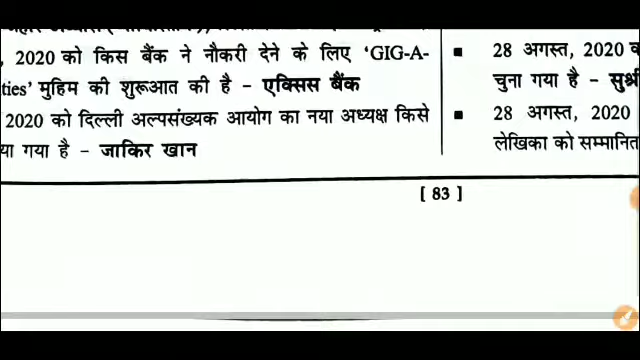 , 2020 को किस बैंक ने नौकरी देने के लिए 'GIG-A-
ties' मुहिम की शुरूआत की है – एक्सिस बैंक
2020 को दिल्ली अल्पसंख्यक आयोग का नया अध्यक्ष किसे
या गया है – जाकिर खान
▪ 28 अगस्त, 2020 को
चुना गया है – सुश्री
▪ 28 अगस्त, 2020
लेखिका को सम्मानित
[ 83 ]